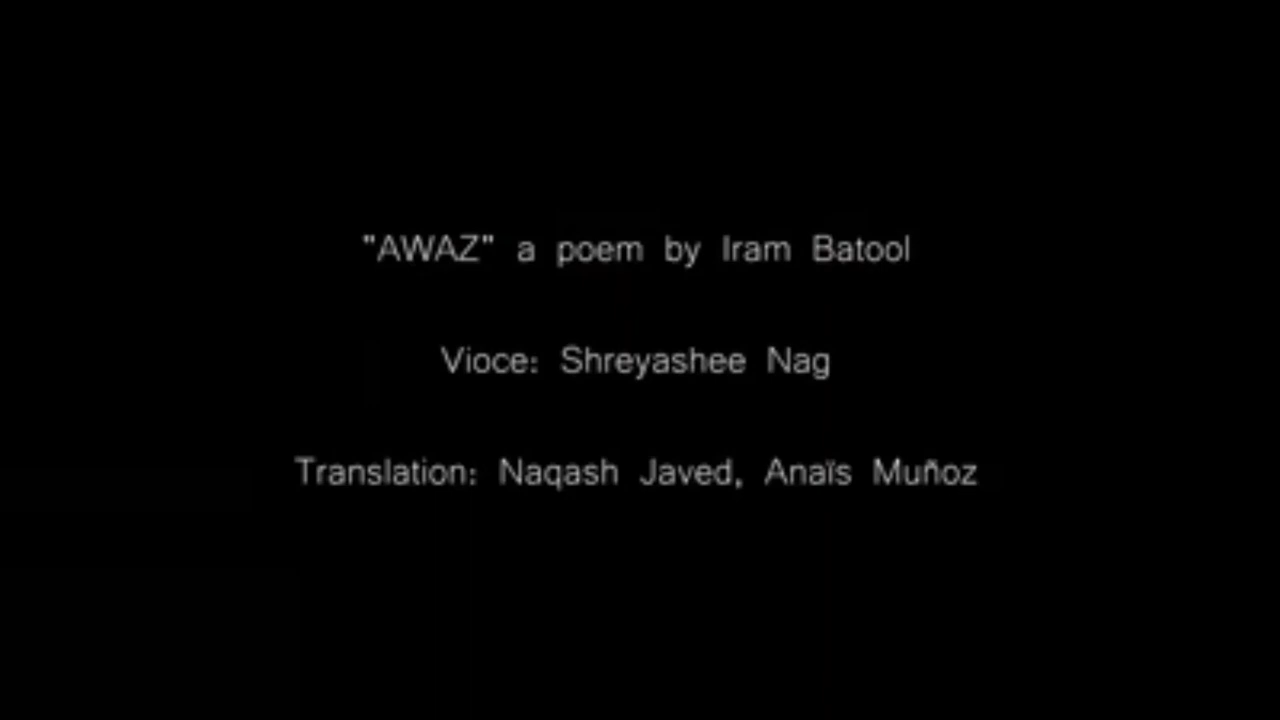 "AWAZ" a poem by Iram Batool
Vioce: Shreyashee Nag
Translation: Naqash Javed, Anaïs Muñoz